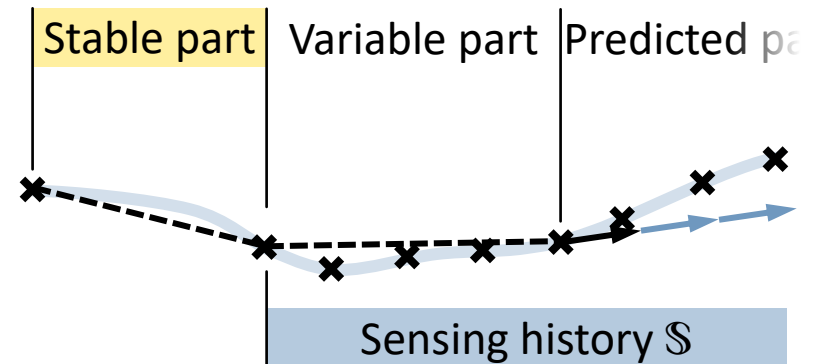 Stable part
Variable part
Predicted
Sensing history 𝕊